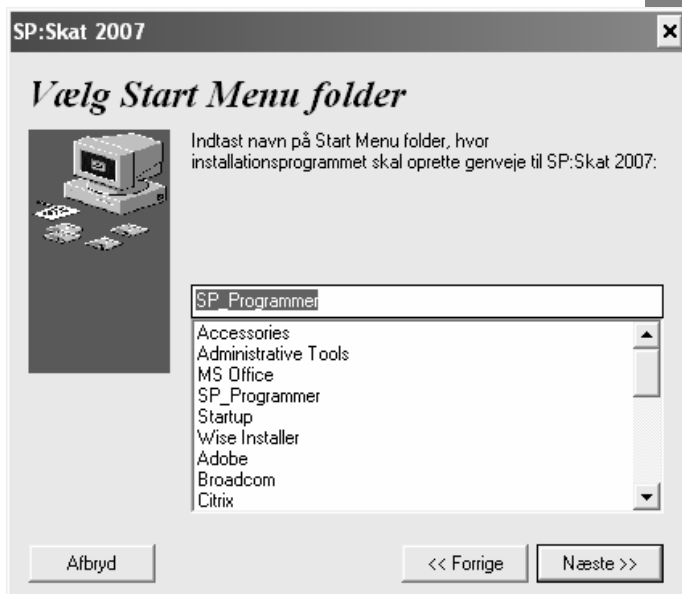 SP:Skat 2007
Vælg Start Menu folder
Indtast navn på Start Menu folder, hvor
installationsprogrammet skal oprette genveje til SP:Skat 2007:
SP_Programmer
Accessories
Administrative Tools
MS Office
SP_Programmer
Startup
Wise Installer
Adobe
Broadcom
Citrix
Afbryd
<< Forrige
Næste >>